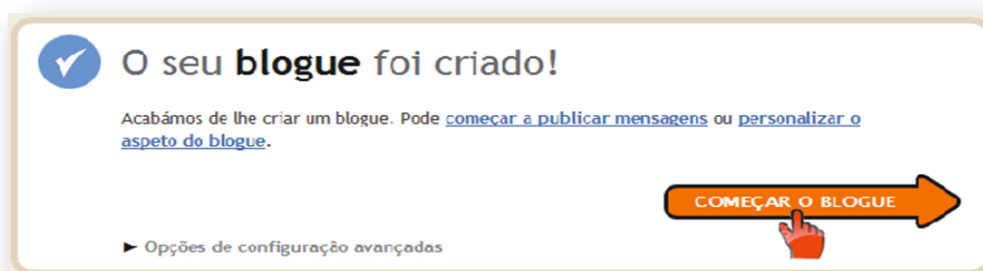 O seu blogue foi criado!
Acabámos de lhe criar um blogue. Pode começar a publicar mensagens ou personalizar o
aspeto do blogue.
COMEÇAR O BLOGUE
► Opções de configuração avançadas